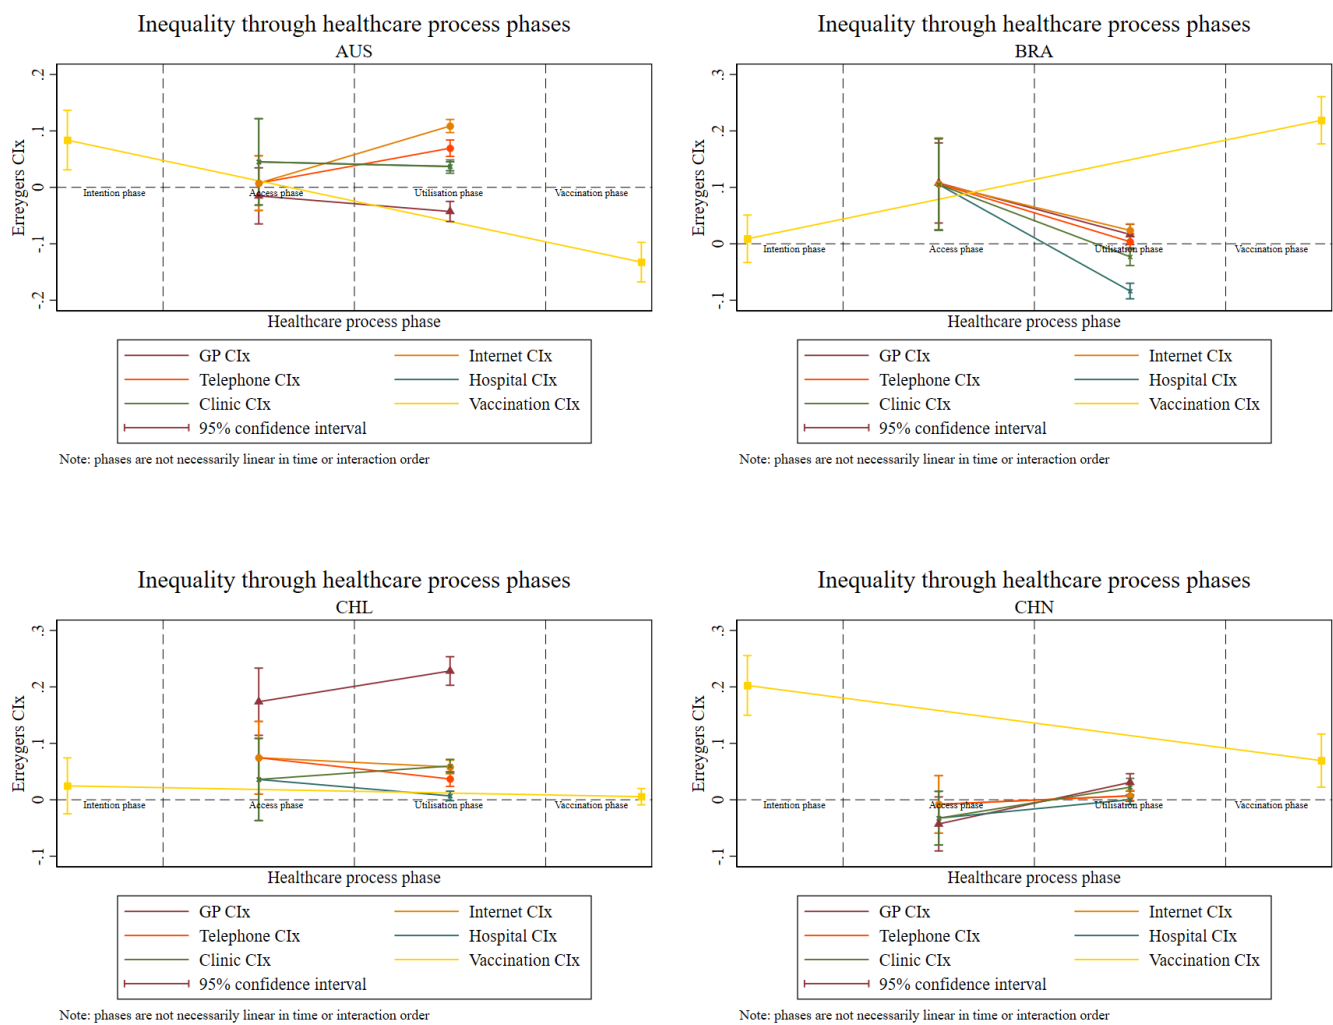 Inequality through healthcare process phases
AUS
.2
.1
0
-.1
-.2
Erreygers CIx
Intention phase
Access phase
Utilisation phase
Vaccination phase
Healthcare process phase
GP CIx
Internet CIx
Telephone CIx
Hospital CIx
Clinic CIx
Vaccination CIx
95% confidence interval
Note: phases are not necessarily linear in time or interaction order
Inequality through healthcare process phases
BRA
.3
.2
.1
0
-.1
Erreygers CIx
Intention phase
Access phase
Utilisation phase
Vaccination phase
Healthcare process phase
GP CIx
Internet CIx
Telephone CIx
Hospital CIx
Clinic CIx
Vaccination CIx
95% confidence interval
Note: phases are not necessarily linear in time or interaction order
Inequality through healthcare process phases
CHL
.3
.2
.1
0
-.1
Erreygers CIx
Intention phase
Access phase
Utilisation phase
Vaccination phase
Healthcare process phase
GP CIx
Internet CIx
Telephone CIx
Hospital CIx
Clinic CIx
Vaccination CIx
95% confidence interval
Note: phases are not necessarily linear in time or interaction order
Inequality through healthcare process phases
CHN
.3
.2
.1
0
-.1
Erreygers CIx
Intention phase
Access phase
Utilisation phase
Vaccination phase
Healthcare process phase
GP CIx
Internet CIx
Telephone CIx
Hospital CIx
Clinic CIx
Vaccination CIx
95% confidence interval
Note: phases are not necessarily linear in time or interaction order